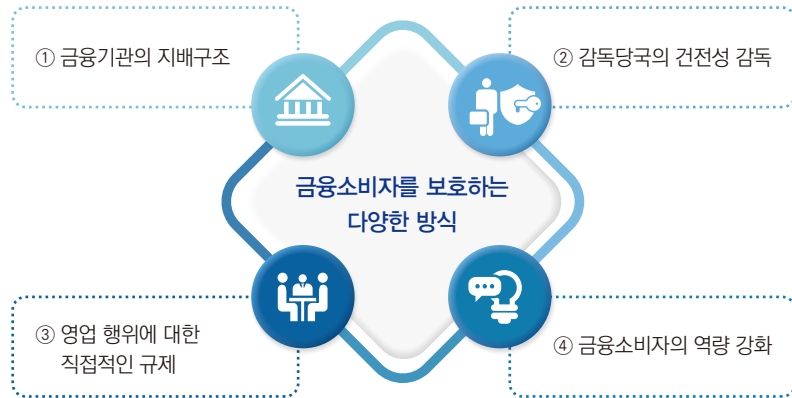 ① 금융기관의 지배구조
② 감독당국의 건전성 감독
금융소비자를 보호하는
다양한 방식
③ 영업 행위에 대한
직접적인 규제
④ 금융소비자의 역량 강화